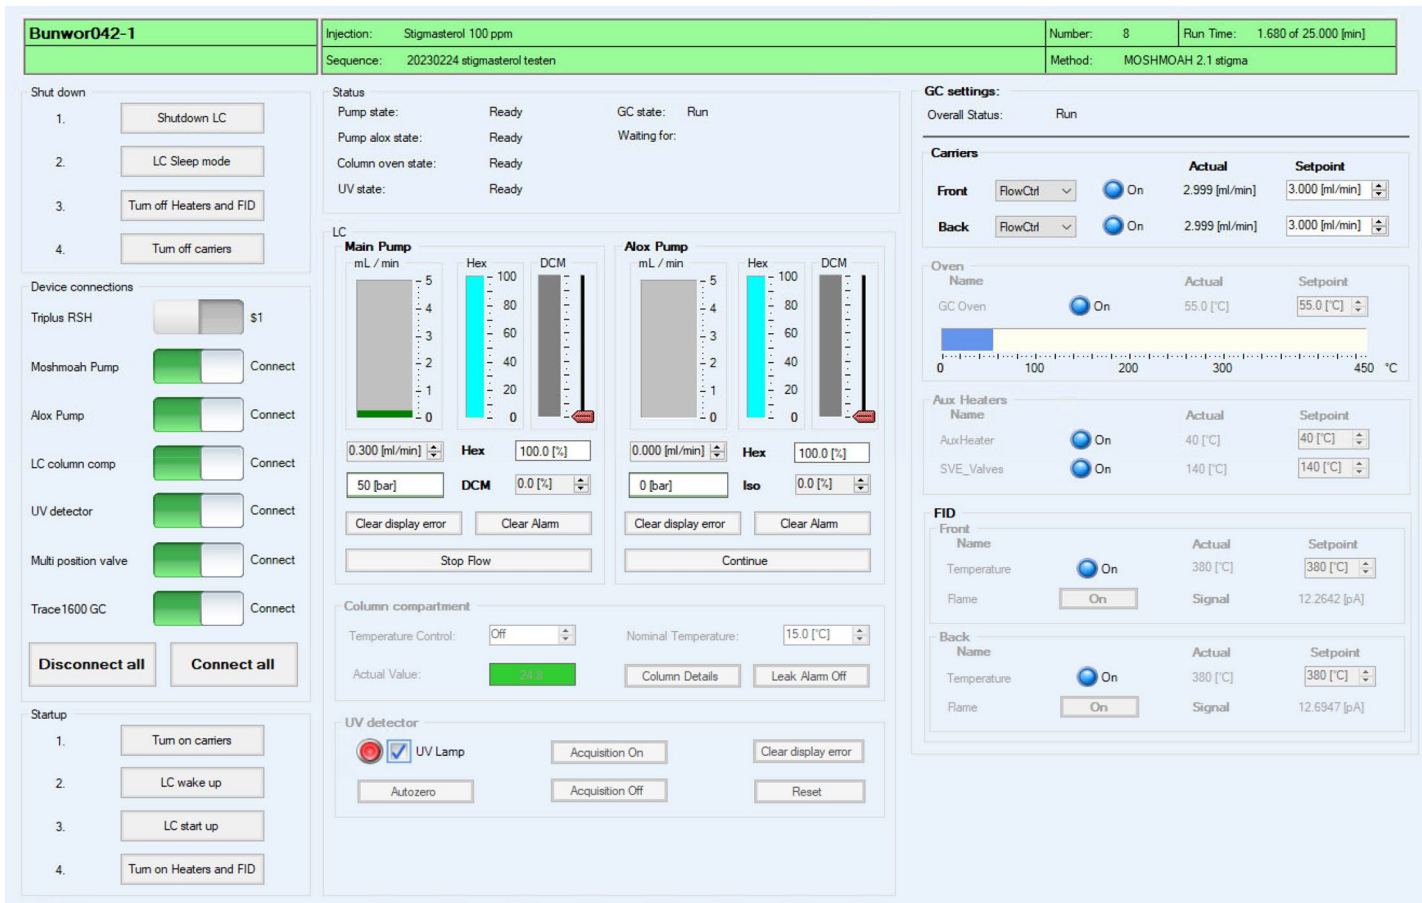 Bunwor042-1
Injection: Stigmasterol 100 ppm Number: 8 Run Time: 1.680 of 25.000 [min]
Sequence: 20230224 stigmasterol testen Method: MOSHMOAH 2.1 stigma
Shut down
1. Shutdown LC
2. LC Sleep mode
3. Turn off Heaters and FID
4. Turn off carriers
Device connections
Triplus RSH $1
Moshmoah Pump Connect
Alox Pump Connect
LC column comp Connect
UV detector Connect
Multi position valve Connect
Trace1600 GC Connect
Disconnect all Connect all
Startup
1. Turn on carriers
2. LC wake up
3. LC start up
4. Turn on Heaters and FID
Status
Pump state: Ready GC state: Run
Pump alox state: Ready Waiting for:
Column oven state: Ready
UV state: Ready
LC
Main Pump
mL / min Hex DCM
5 100
4 80
3 60
2 40
1 20
0 0
0.300 [ml/min] Hex 100.0 [%]
50 [bar] DCM 0.0 [%]
Clear display error Clear Alarm
Stop Flow
Alox Pump
mL / min Hex DCM
5 100
4 80
3 60
2 40
1 20
0 0
0.000 [ml/min] Hex 100.0 [%]
0 [bar] Iso 0.0 [%]
Clear display error Clear Alarm
Continue
Column compartment
Temperature Control: Off Nominal Temperature: 15.0 [°C]
Actual Value: 24.8 Column Details Leak Alarm Off
UV detector
UV Lamp Acquisition On Clear display error
Autozero Acquisition Off Reset
GC settings:
Overall Status: Run
Carriers
Actual Setpoint
Front FlowCtrl On 2.999 [ml/min] 3.000 [ml/min]
Back FlowCtrl On 2.999 [ml/min] 3.000 [ml/min]
Oven
Name Actual Setpoint
GC Oven On 55.0 [°C] 55.0 [°C]
0 100 200 300 450 °C
Aux Heaters
Name Actual Setpoint
AuxHeater On 40 [°C] 40 [°C]
SVE_Valves On 140 [°C] 140 [°C]
FID
Front
Name Actual Setpoint
Temperature On 380 [°C] 380 [°C]
Flame On Signal 12.2642 [pA]
Back
Name Actual Setpoint
Temperature On 380 [°C] 380 [°C]
Flame On Signal 12.6947 [pA]